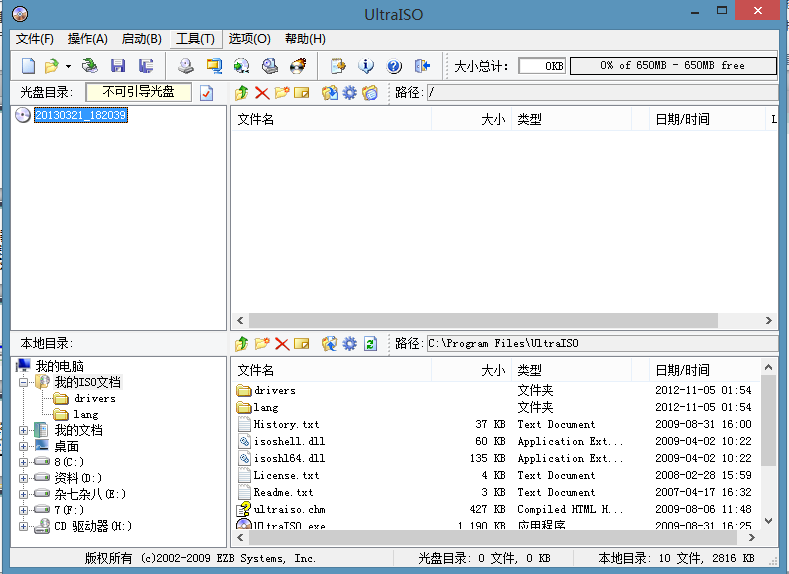 UltraISO
文件(F) 操作(A) 启动(B) 工具(T) 选项(O) 帮助(H)
大小总计: 0KB 0% of 650MB - 650MB free
光盘目录: 不可引导光盘 路径: /
20130321_182039
文件名 大小 类型 日期/时间 L
本地目录: 路径: C:\Program Files\UltraISO
我的电脑
我的ISO文档
drivers
lang
我的文档
桌面
8(C:)
资料(D:)
杂七杂八(E:)
7(F:)
CD 驱动器(H:)
文件名 大小 类型 日期/时间
drivers 文件夹 2012-11-05 01:54
lang 文件夹 2012-11-05 01:54
History.txt 37 KB Text Document 2009-08-31 16:00
isoshell.dll 60 KB Application Ext... 2009-04-02 10:22
isoshl64.dll 135 KB Application Ext... 2009-04-02 10:22
License.txt 4 KB Text Document 2008-02-28 15:59
Readme.txt 3 KB Text Document 2007-04-17 16:32
ultraiso.chm 427 KB Compiled HTML H... 2009-08-06 11:48
UltraISO.exe 1,190 KB 应用程序 2009-08-31 16:25
版权所有 (c)2002-2009 EZB Systems, Inc. 光盘目录: 0 文件, 0 KB 本地目录: 10 文件, 2816 KB